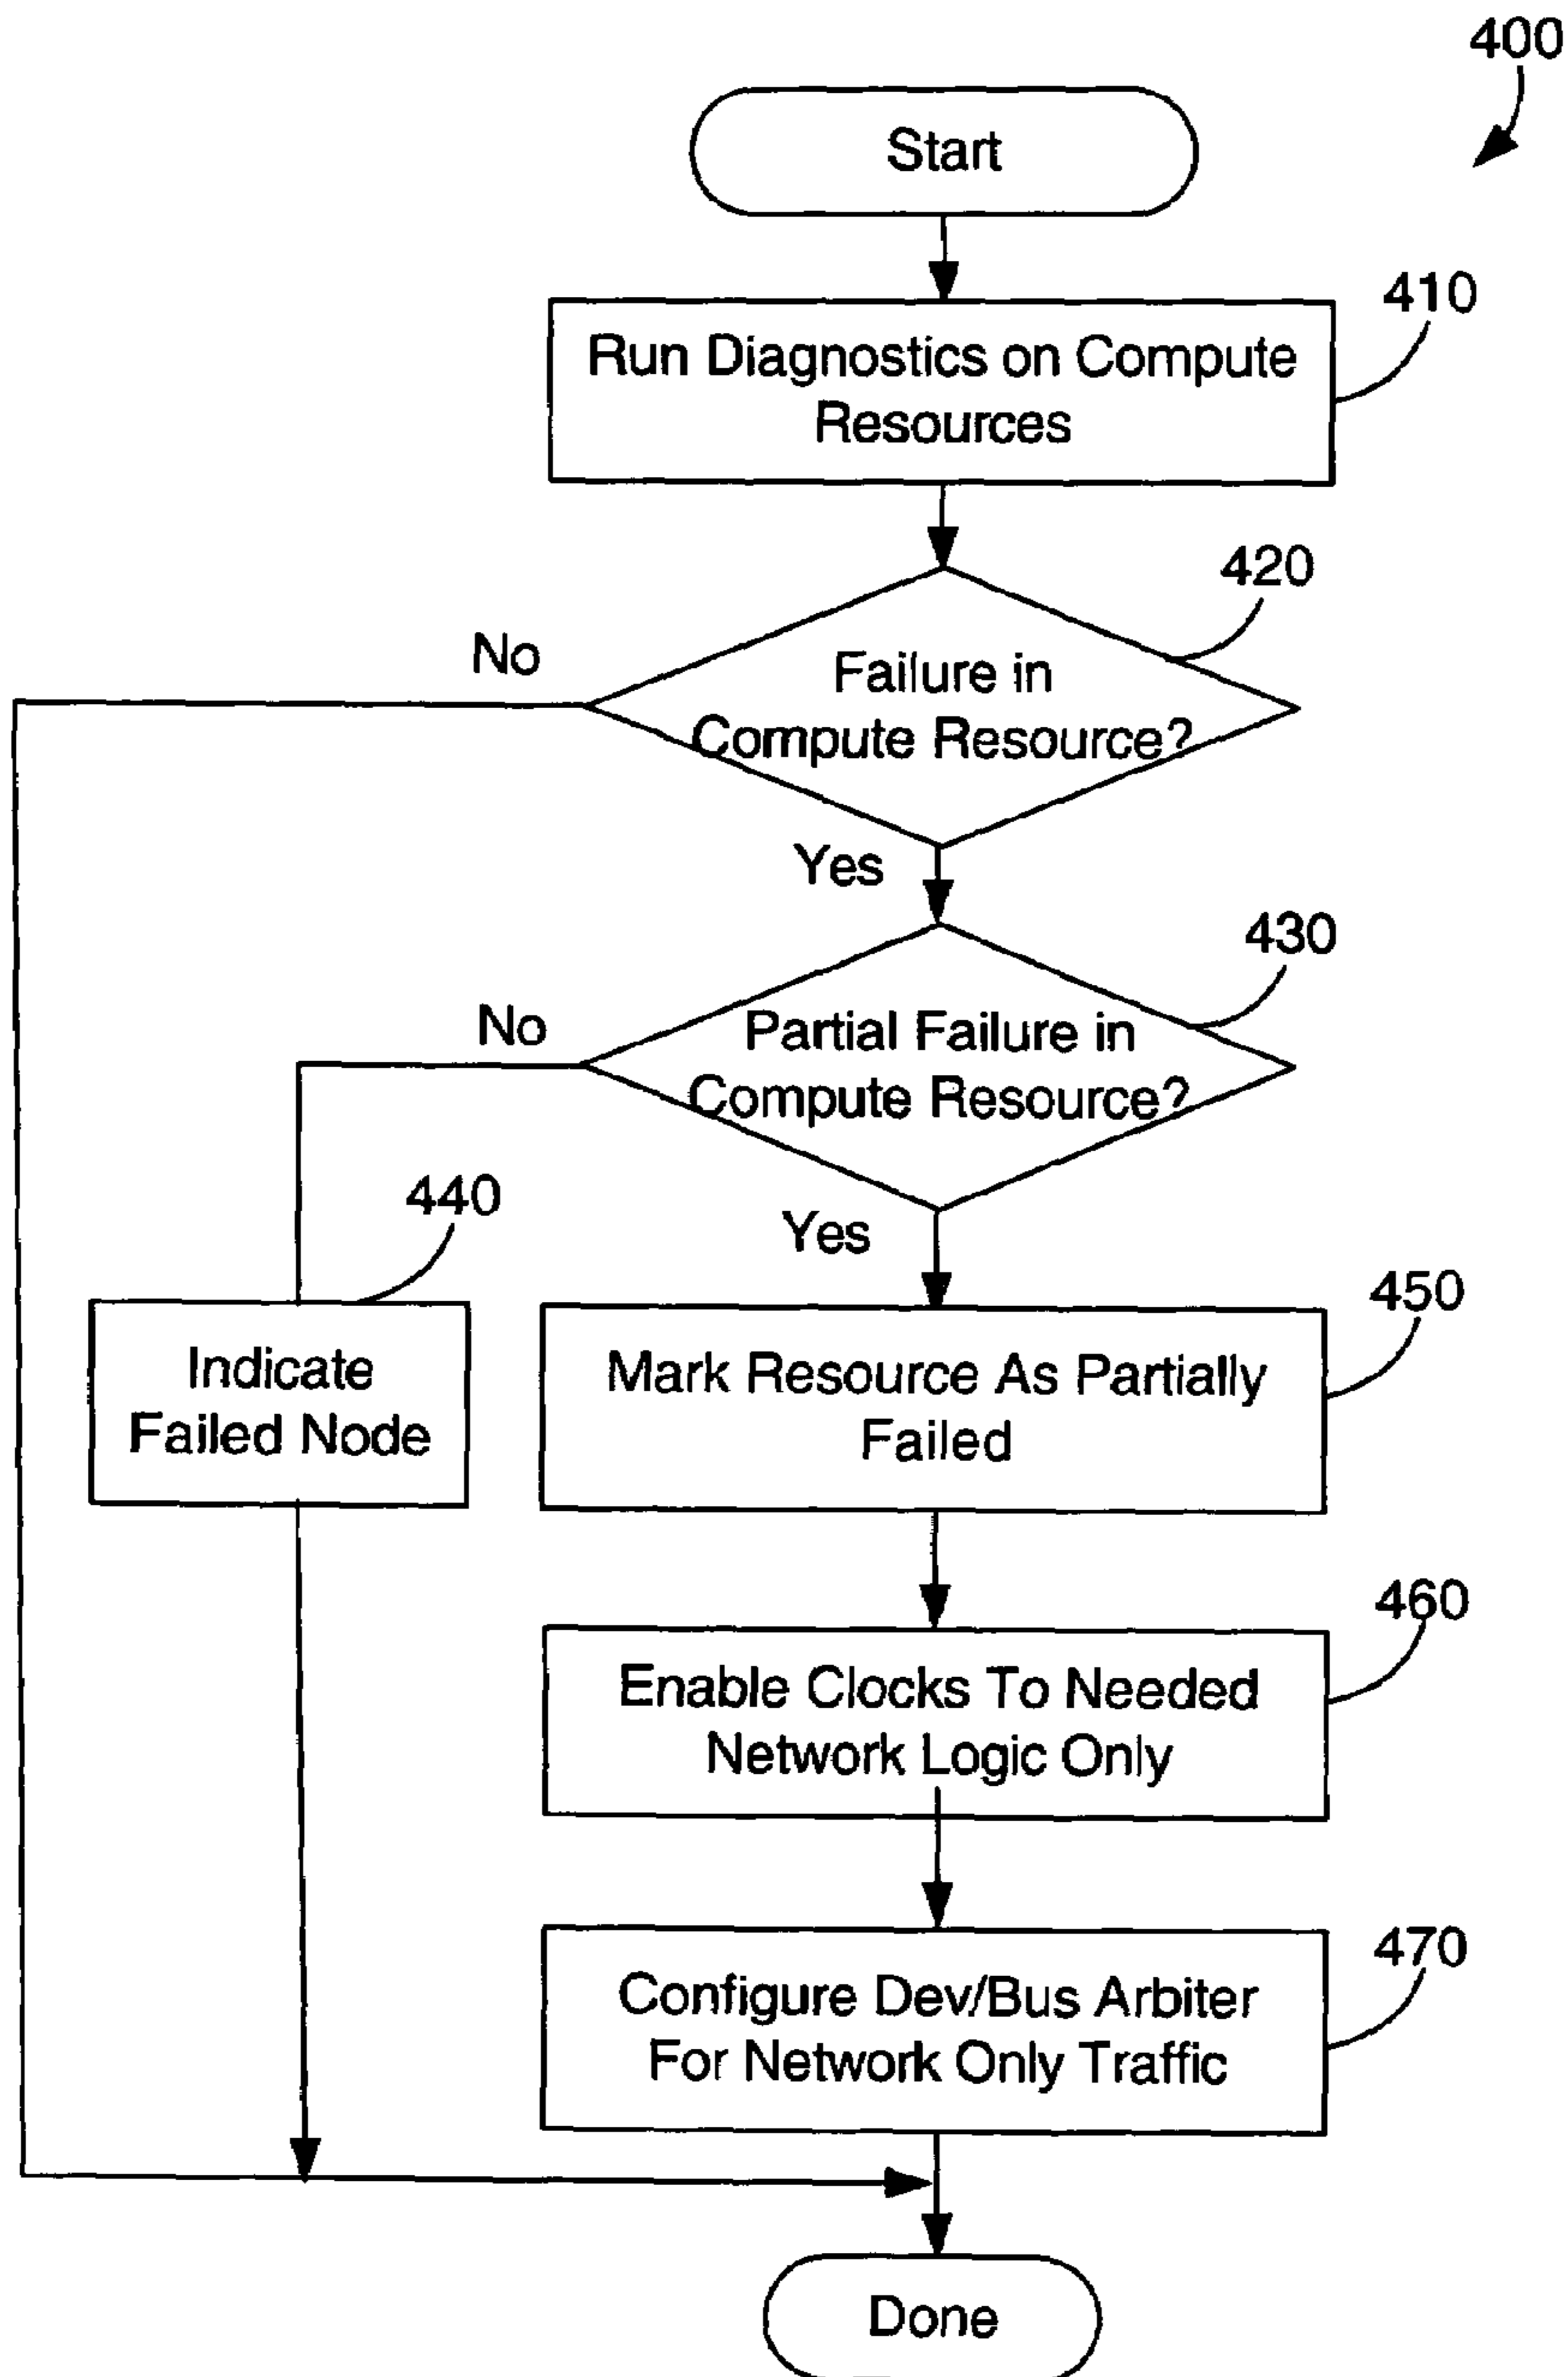 400
Start
410
Run Diagnostics on Compute
Resources
420
No
Failure in
Compute Resource?
Yes
430
No
Partial Failure in
Compute Resource?
440
Yes
450
Indicate
Failed Node
Mark Resource As Partially
Failed
460
Enable Clocks To Needed
Network Logic Only
470
Configure Dev/Bus Arbiter
For Network Only Traffic
Done